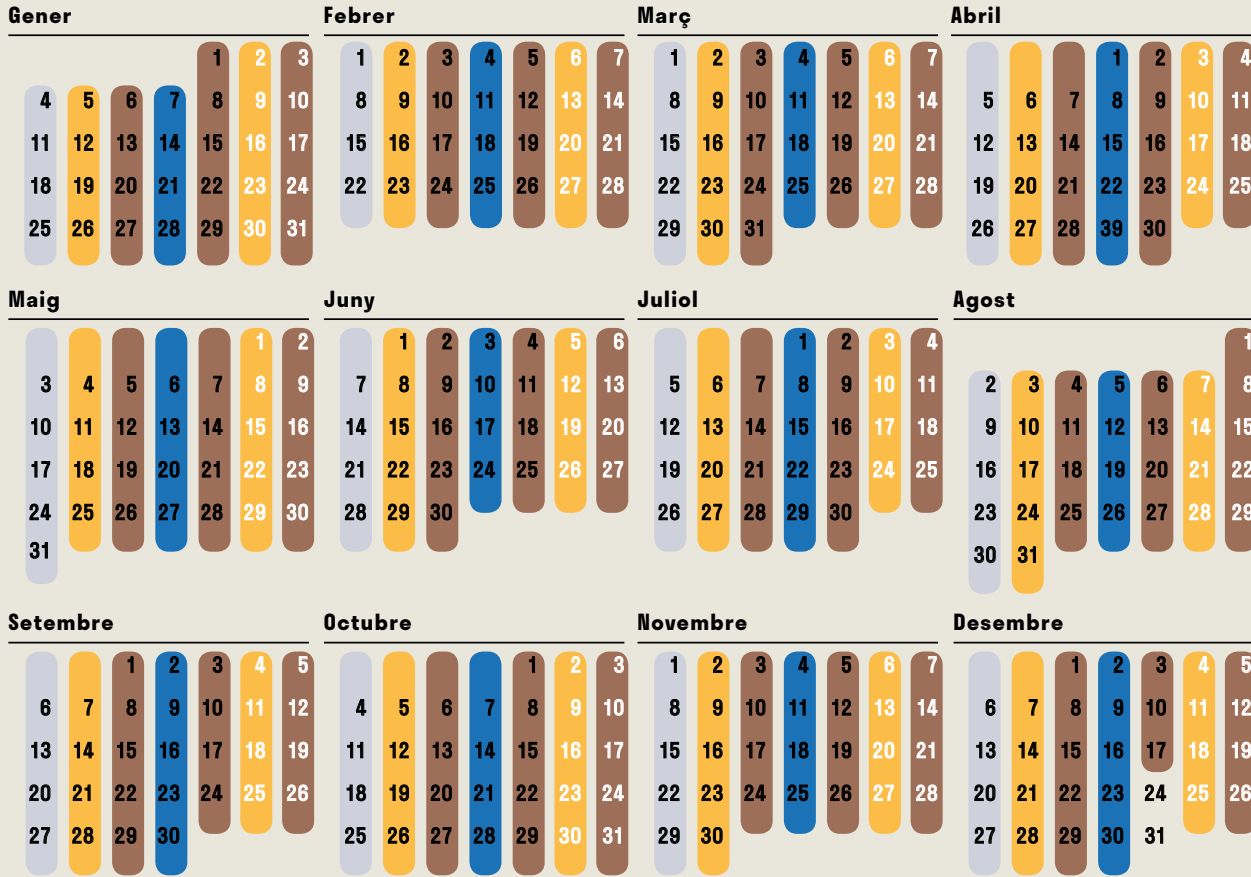 Gener
1 2 3
4 5 6 7 8 9 10
11 12 13 14 15 16 17
18 19 20 21 22 23 24
25 26 27 28 29 30 31
Febrer
1 2 3 4 5 6 7
8 9 10 11 12 13 14
15 16 17 18 19 20 21
22 23 24 25 26 27 28
Març
1 2 3 4 5 6 7
8 9 10 11 12 13 14
15 16 17 18 19 20 21
22 23 24 25 26 27 28
29 30 31
Abril
1 2 3 4
5 6 7 8 9 10 11
12 13 14 15 16 17 18
19 20 21 22 23 24 25
26 27 28 39 30
Maig
1 2
3 4 5 6 7 8 9
10 11 12 13 14 15 16
17 18 19 20 21 22 23
24 25 26 27 28 29 30
31
Juny
1 2 3 4 5 6
7 8 9 10 11 12 13
14 15 16 17 18 19 20
21 22 23 24 25 26 27
28 29 30
Juliol
1 2 3 4
5 6 7 8 9 10 11
12 13 14 15 16 17 18
19 20 21 22 23 24 25
26 27 28 29 30
Agost
1
2 3 4 5 6 7 8
9 10 11 12 13 14 15
16 17 18 19 20 21 22
23 24 25 26 27 28 29
30 31
Setembre
1 2 3 4 5
6 7 8 9 10 11 12
13 14 15 16 17 18 19
20 21 22 23 24 25 26
27 28 29 30
Octubre
1 2 3
4 5 6 7 8 9 10
11 12 13 14 15 16 17
18 19 20 21 22 23 24
25 26 27 28 29 30 31
Novembre
1 2 3 4 5 6 7
8 9 10 11 12 13 14
15 16 17 18 19 20 21
22 23 24 25 26 27 28
29 30
Desembre
1 2 3 4 5
6 7 8 9 10 11 12
13 14 15 16 17 18 19
20 21 22 23 24 25 26
27 28 29 30 31